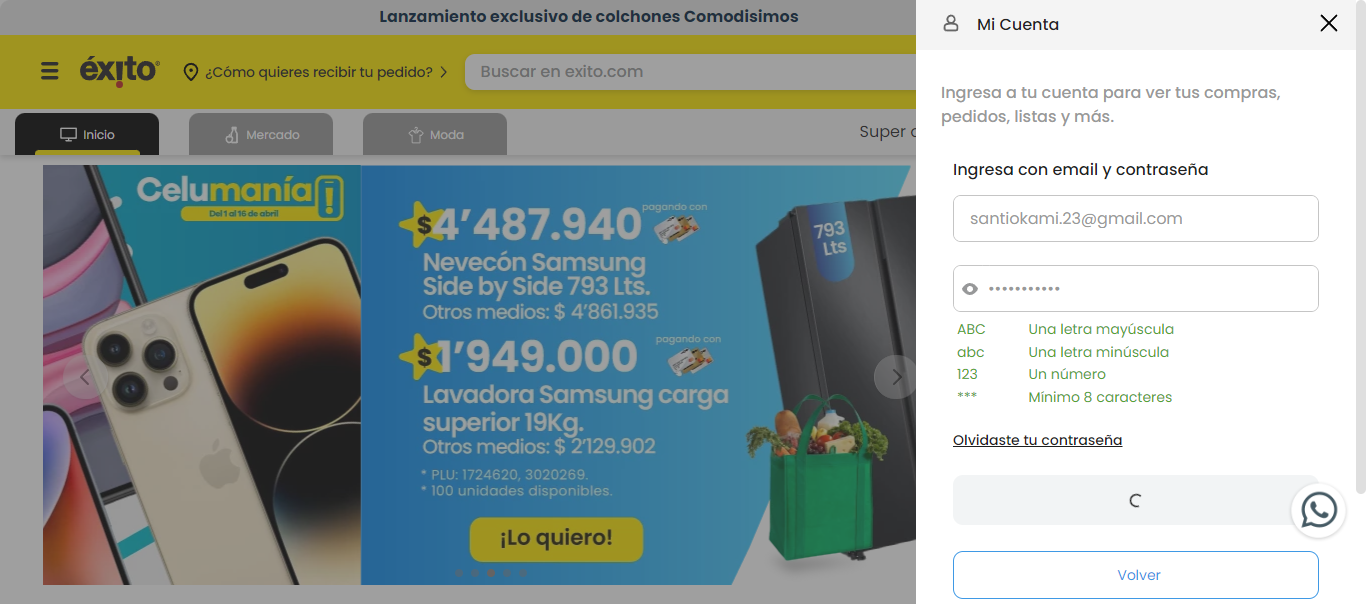 Lanzamiento exclusivo de colchones Comodisimos
éxito
¿Cómo quieres recibir tu pedido?
Buscar en exito.com
Inicio
Mercado
Moda
Super
Celumanía
Del 1 al 16 de abril
$4'487.940
pagando con
Nevecón Samsung
Side by Side 793 Lts.
Otros medios: $ 4'861.935
$1'949.000
pagando con
Lavadora Samsung carga
superior 19Kg.
Otros medios: $ 2'129.902
* PLU: 1724620, 3020269.
* 100 unidades disponibles.
¡Lo quiero!
793
Lts
Mi Cuenta
Ingresa a tu cuenta para ver tus compras,
pedidos, listas y más.
Ingresa con email y contraseña
santiokami.23@gmail.com
•••••••••••
ABC Una letra mayúscula
abc Una letra minúscula
123 Un número
*** Mínimo 8 caracteres
Olvidaste tu contraseña
Volver